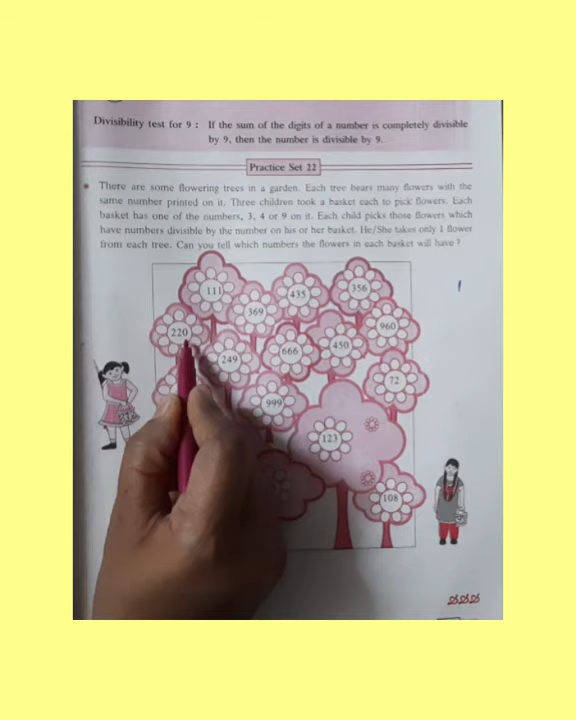 Divisibility test for 9 : If the sum of the digits of a number is completely divisible
by 9, then the number is divisible by 9.
Practice Set 22
There are some flowering trees in a garden. Each tree bears many flowers with the
same number printed on it. Three children took a basket each to pick flowers. Each
basket has one of the numbers, 3, 4 or 9 on it. Each child picks those flowers which
have numbers divisible by the number on his or her basket. He/She takes only 1 flower
from each tree. Can you tell which numbers the flowers in each basket will have ?
111
435
356
369
960
220
249
666
450
72
999
123
108